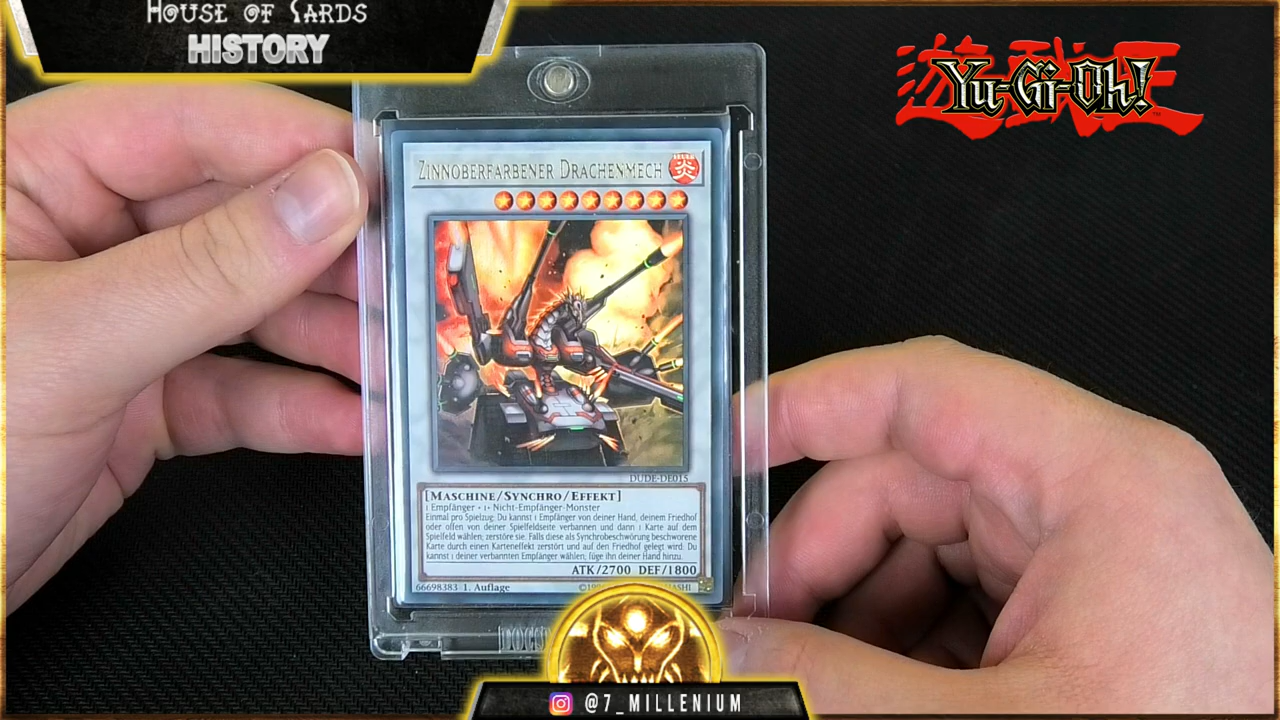 House of Cards
HISTORY
遊戯王
Yu-Gi-Oh!
Zinnoberfarbener Drachenmech
炎
DUDE-DE015
[Maschine/Synchro/Effekt]
1 Empfänger + 1+ Nicht-Empfänger-Monster
Einmal pro Spielzug: Du kannst 1 Empfänger von deiner Hand, deinem Friedhof
oder offen von deiner Spielfeldseite verbannen und dann 1 Karte auf dem
Spielfeld wählen; zerstöre sie. Falls diese als Synchrobeschwörung beschworene
Karte durch einen Karteneffekt zerstört und auf den Friedhof gelegt wird: Du
kannst 1 deiner verbannten Empfänger wählen; füge ihn deiner Hand hinzu.
ATK/2700 DEF/1800
66698383 1. Auflage
@7_MILLENIUM